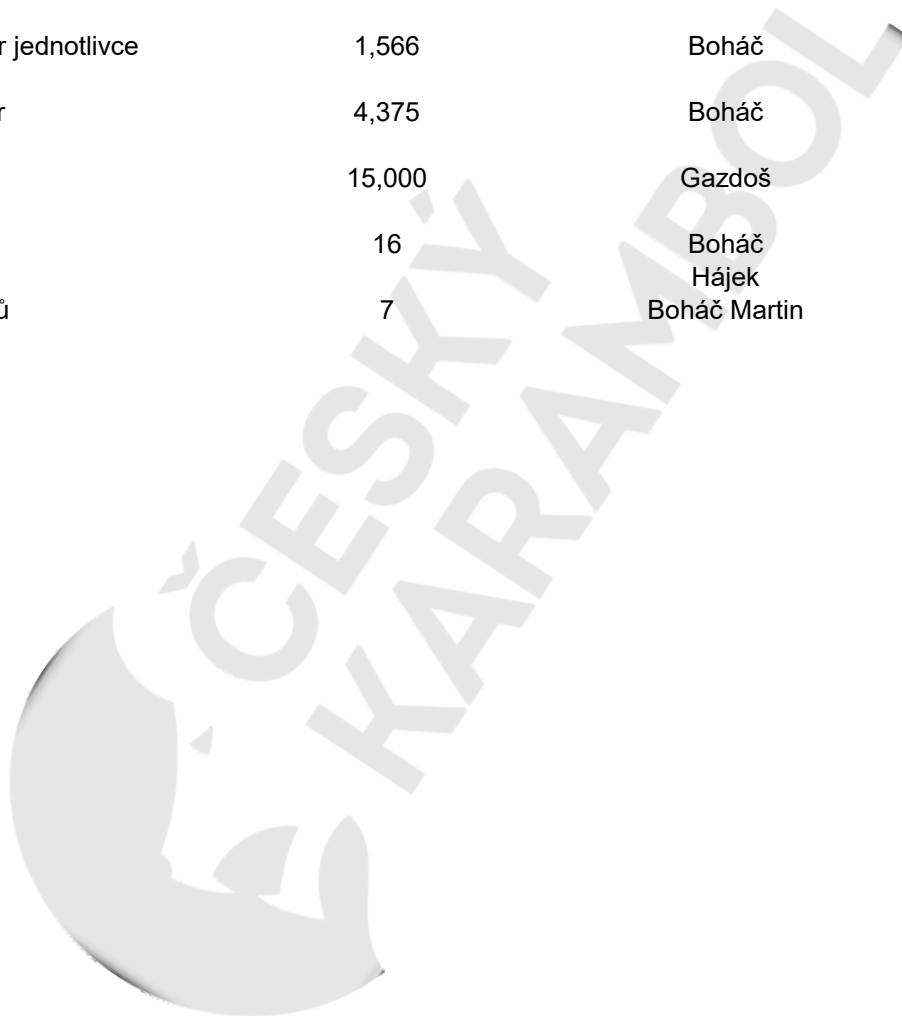 r jednotlivce 1,566 Boháč
r 4,375 Boháč
15,000 Gazdoš
16 Boháč
Hájek
ů 7 Boháč Martin
ČESKÝ
KARAMBOL